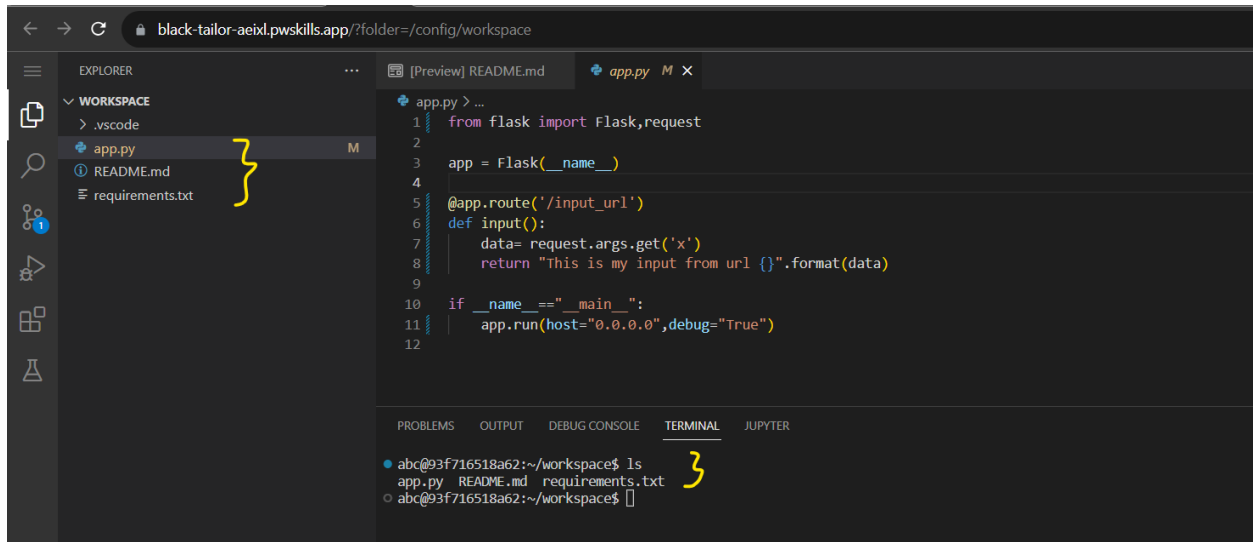 black-tailor-aeixl.pwskills.app/?folder=/config/workspace
EXPLORER ...
WORKSPACE
.vscode
app.py M
README.md
requirements.txt
1
[Preview] README.md app.py M
app.py > ...
1 from flask import Flask,request
2
3 app = Flask(__name__)
4
5 @app.route('/input_url')
6 def input():
7 data= request.args.get('x')
8 return "This is my input from url {}".format(data)
9
10 if __name__=="__main__":
11 app.run(host="0.0.0.0",debug="True")
12
PROBLEMS OUTPUT DEBUG CONSOLE TERMINAL JUPYTER
abc@93f716518a62:~/workspace$ ls
app.py README.md requirements.txt
abc@93f716518a62:~/workspace$